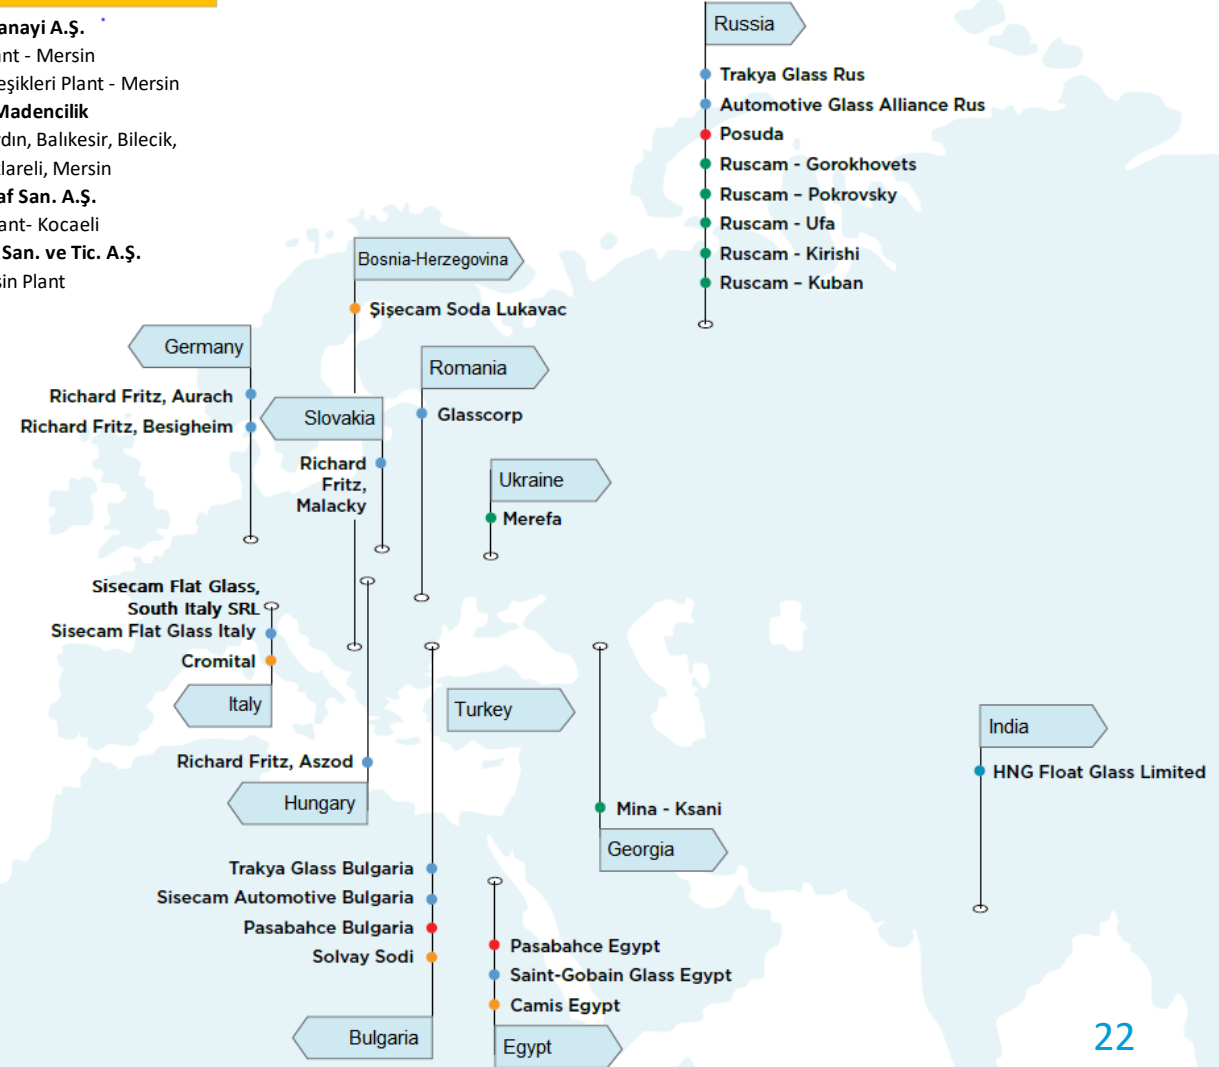 anayi A.Ş.
ant - Mersin
eşikleri Plant - Mersin
Madencilik
dın, Balıkesir, Bilecik,
lareli, Mersin
af San. A.Ş.
ant- Kocaeli
San. ve Tic. A.Ş.
sin Plant
Russia
Trakya Glass Rus
Automotive Glass Alliance Rus
Posuda
Ruscam - Gorokhovets
Ruscam – Pokrovsky
Ruscam - Ufa
Ruscam - Kirishi
Ruscam – Kuban
Bosnia-Herzegovina
Şişecam Soda Lukavac
Germany
Richard Fritz, Aurach
Richard Fritz, Besigheim
Slovakia
Richard
Fritz,
Malacky
Romania
Glasscorp
Ukraine
Merefa
Sisecam Flat Glass,
South Italy SRL
Sisecam Flat Glass Italy
Cromital
Italy
Turkey
Richard Fritz, Aszod
Hungary
Mina - Ksani
Georgia
India
HNG Float Glass Limited
Trakya Glass Bulgaria
Sisecam Automotive Bulgaria
Pasabahce Bulgaria
Solvay Sodi
Bulgaria
Pasabahce Egypt
Saint-Gobain Glass Egypt
Camis Egypt
Egypt
22